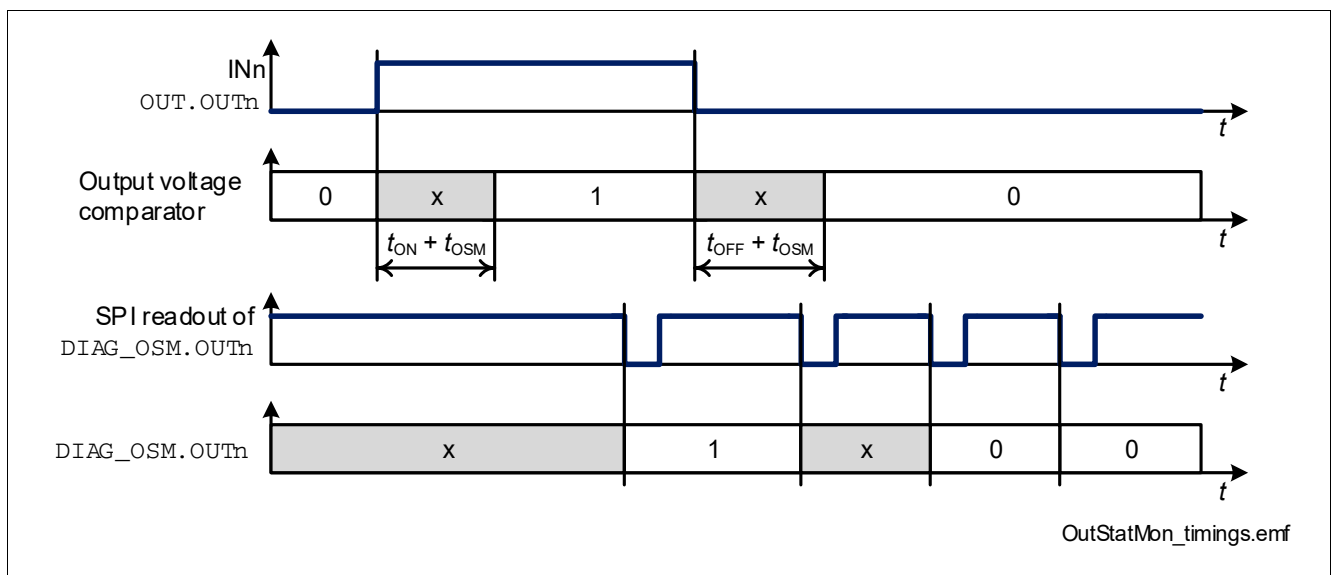 INn
OUT.OUTn
t
Output voltage
comparator
0 x 1 x 0
tON + tOSM tOFF + tOSM
t
SPI readout of
DIAG_OSM.OUTn
t
DIAG_OSM.OUTn
x 1 x 0 0
t
OutStatMon_timings.emf